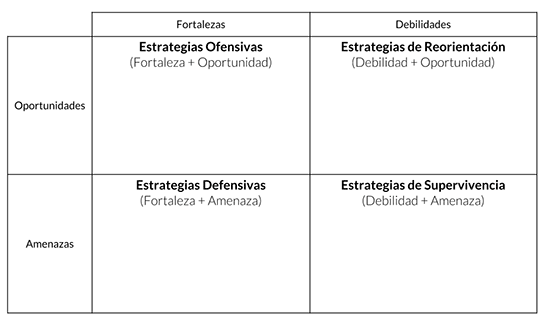 Fortalezas
Debilidades
Oportunidades
Estrategias Ofensivas
(Fortaleza + Oportunidad)
Estrategias de Reorientación
(Debilidad + Oportunidad)
Amenazas
Estrategias Defensivas
(Fortaleza + Amenaza)
Estrategias de Supervivencia
(Debilidad + Amenaza)